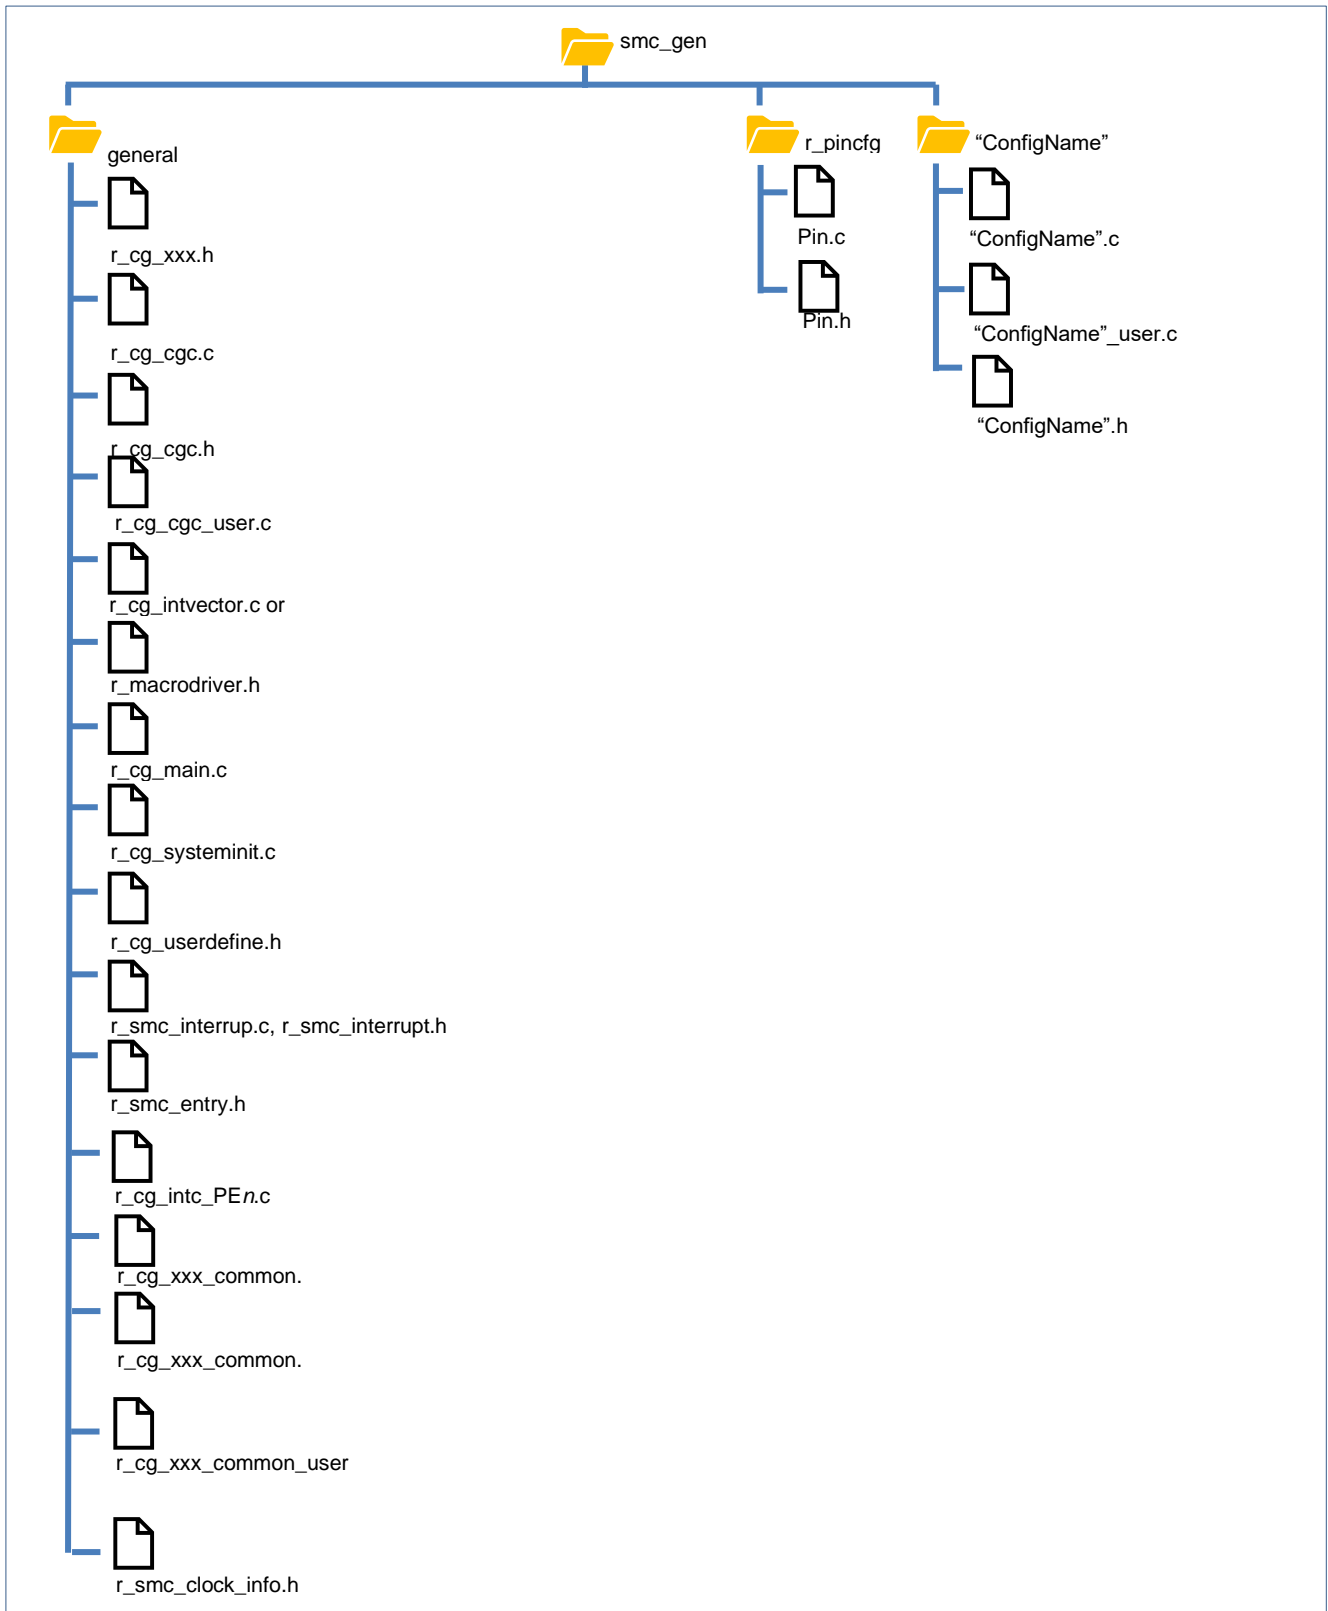 smc_gen
general
r_cg_xxx.h
r_cg_cgc.c
r_cg_cgc.h
r_cg_cgc_user.c
r_cg_intvector.c or
r_macrodriver.h
r_cg_main.c
r_cg_systeminit.c
r_cg_userdefine.h
r_smc_interrup.c, r_smc_interrupt.h
r_smc_entry.h
r_cg_intc_PEn.c
r_cg_xxx_common.
r_cg_xxx_common.
r_cg_xxx_common_user
r_smc_clock_info.h
r_pincfg
Pin.c
Pin.h
“ConfigName”
“ConfigName”.c
“ConfigName”_user.c
“ConfigName”.h